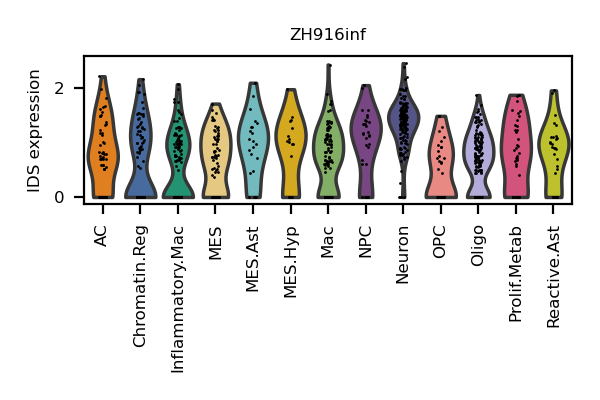 ZH916inf
IDS expression
2
0
AC
Chromatin.Reg
Inflammatory.Mac
MES
MES.Ast
MES.Hyp
Mac
NPC
Neuron
OPC
Oligo
Prolif.Metab
Reactive.Ast